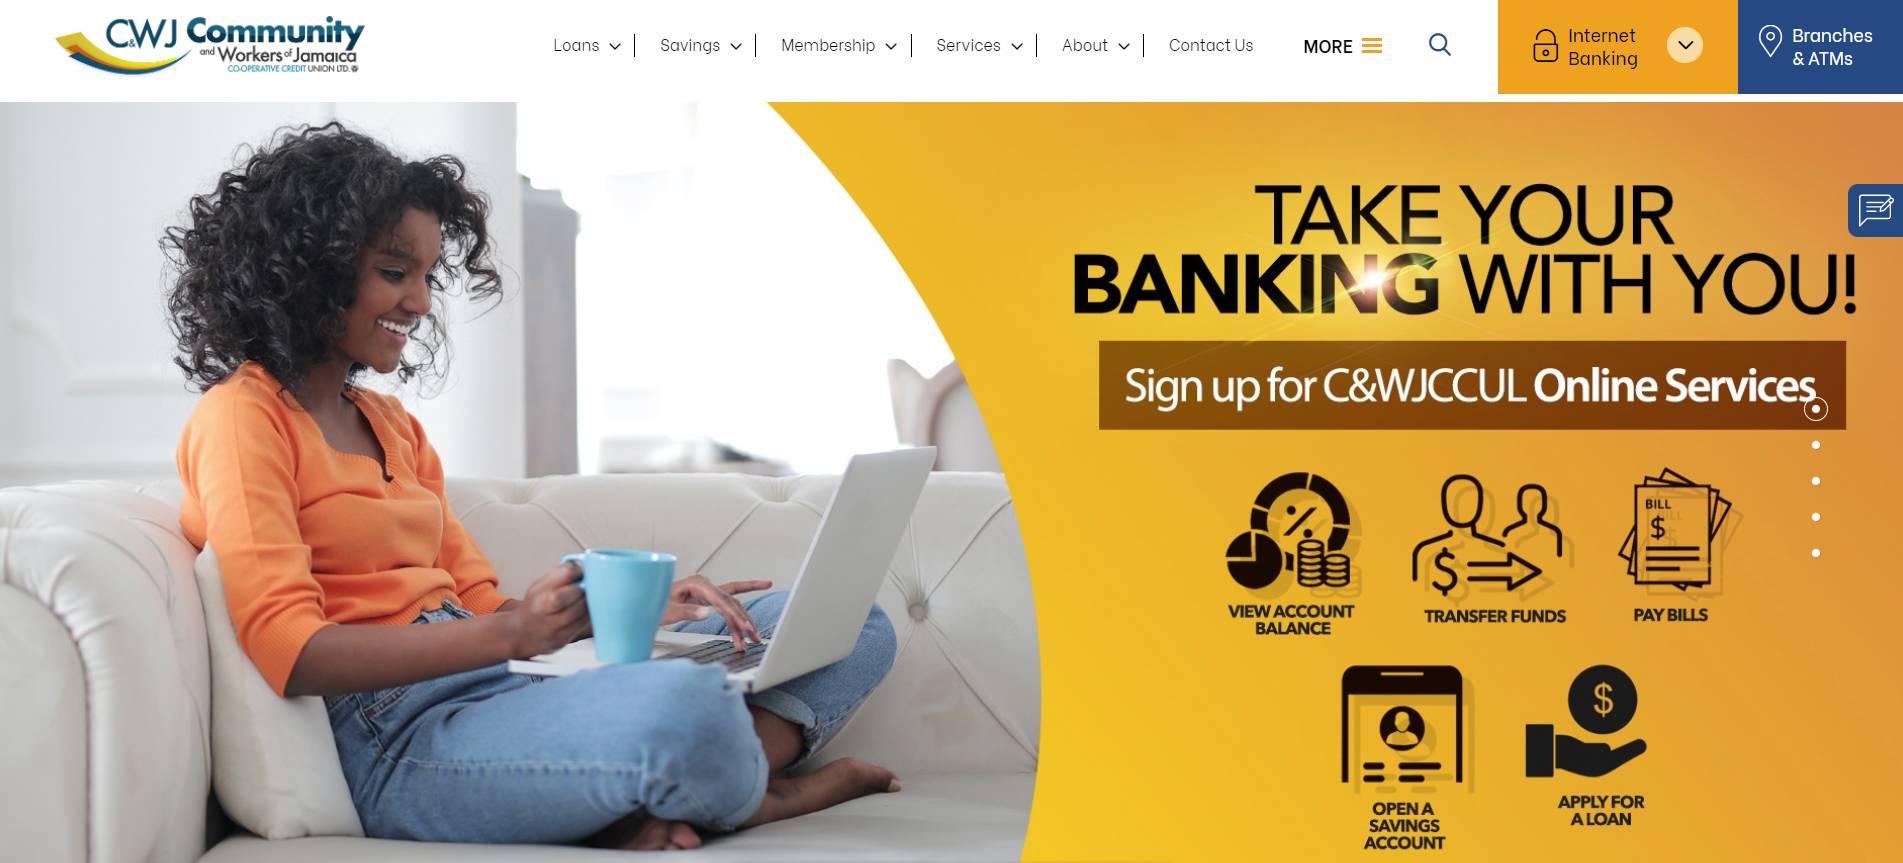 C&WJ Community
and Workers of Jamaica
CO-OPERATIVE CREDIT UNION LTD.
Loans
Savings
Membership
Services
About
Contact Us
MORE
Internet
Banking
Branches
& ATMs
TAKE YOUR
BANKING WITH YOU!
Sign up for C&WJCCUL Online Services
BILL
$
$
VIEW ACCOUNT
BALANCE
TRANSFER FUNDS
PAY BILLS
$
OPEN A
SAVINGS
ACCOUNT
APPLY FOR
A LOAN